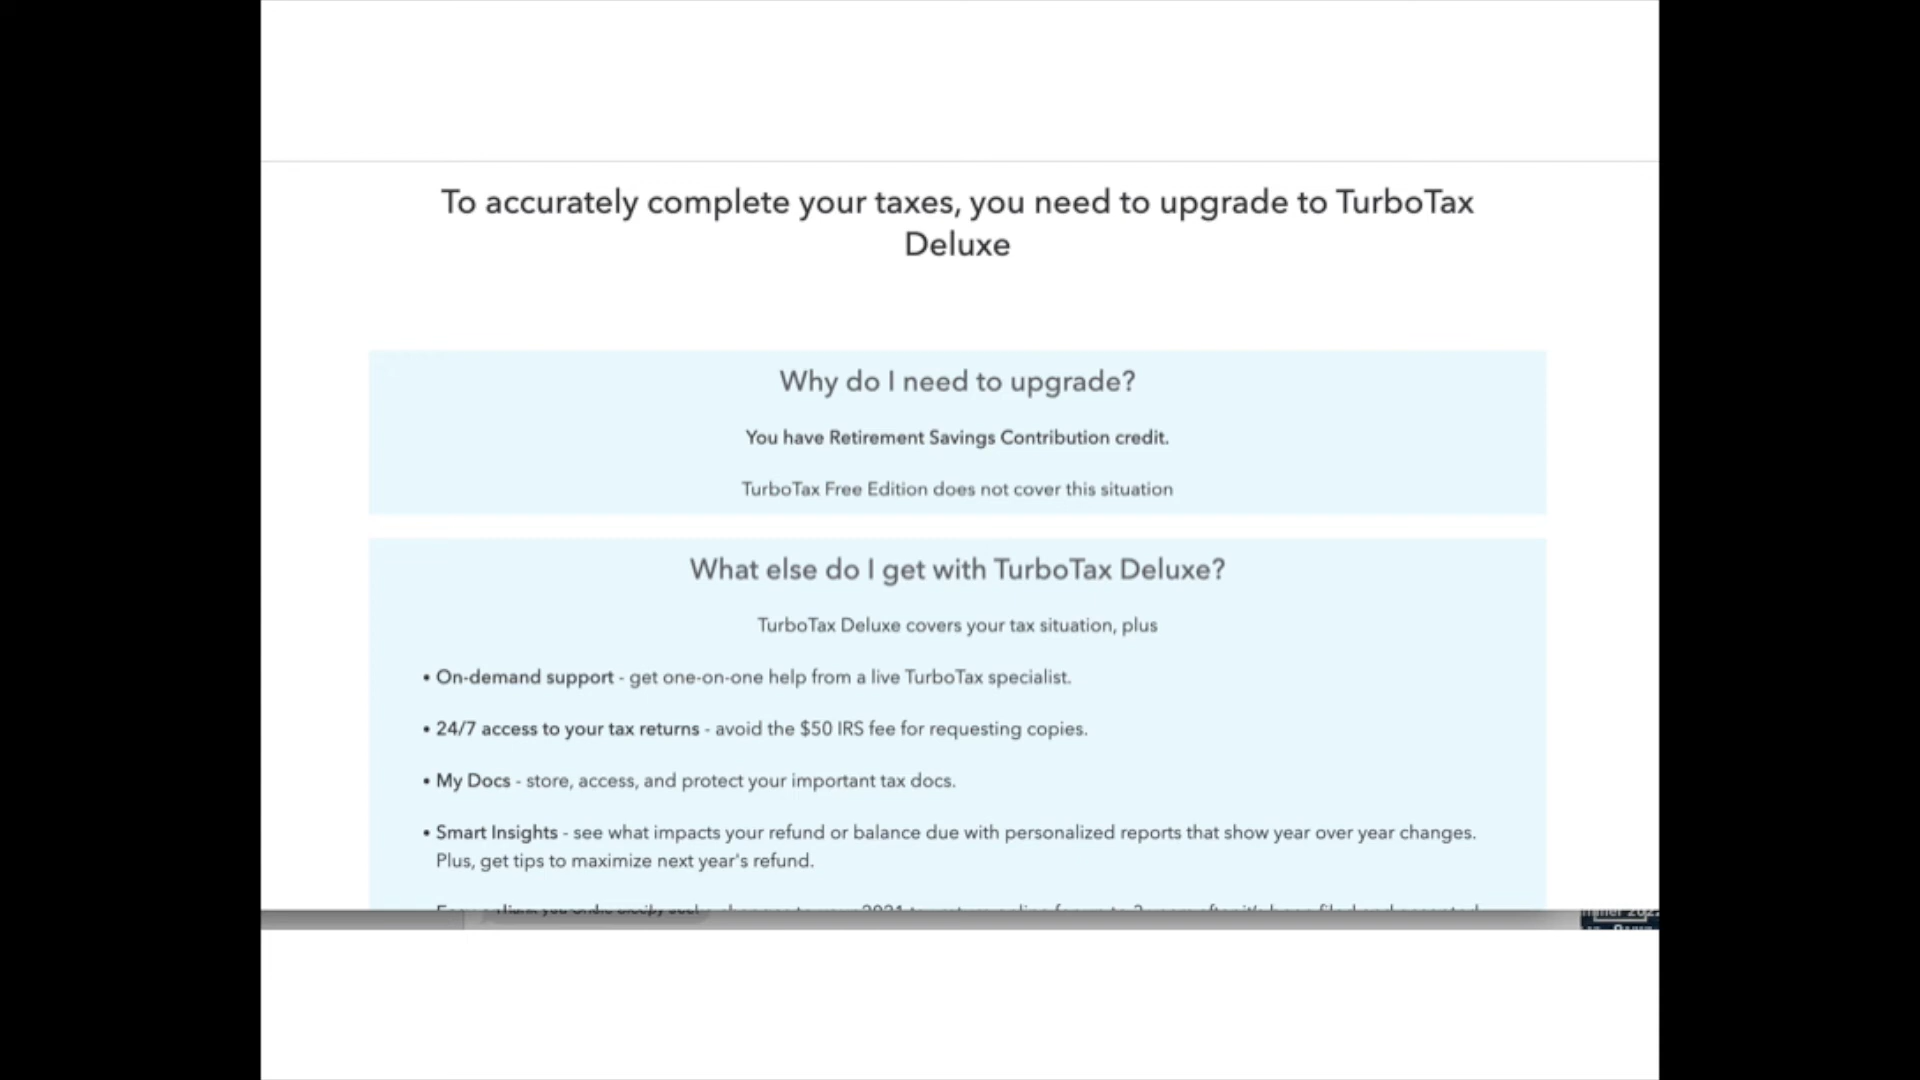 To accurately complete your taxes, you need to upgrade to TurboTax
Deluxe
Why do I need to upgrade?
You have Retirement Savings Contribution credit.
TurboTax Free Edition does not cover this situation
What else do I get with TurboTax Deluxe?
TurboTax Deluxe covers your tax situation, plus
• On-demand support - get one-on-one help from a live TurboTax specialist.
• 24/7 access to your tax returns - avoid the $50 IRS fee for requesting copies.
• My Docs - store, access, and protect your important tax docs.
• Smart Insights - see what impacts your refund or balance due with personalized reports that show year over year changes.
Plus, get tips to maximize next year's refund.